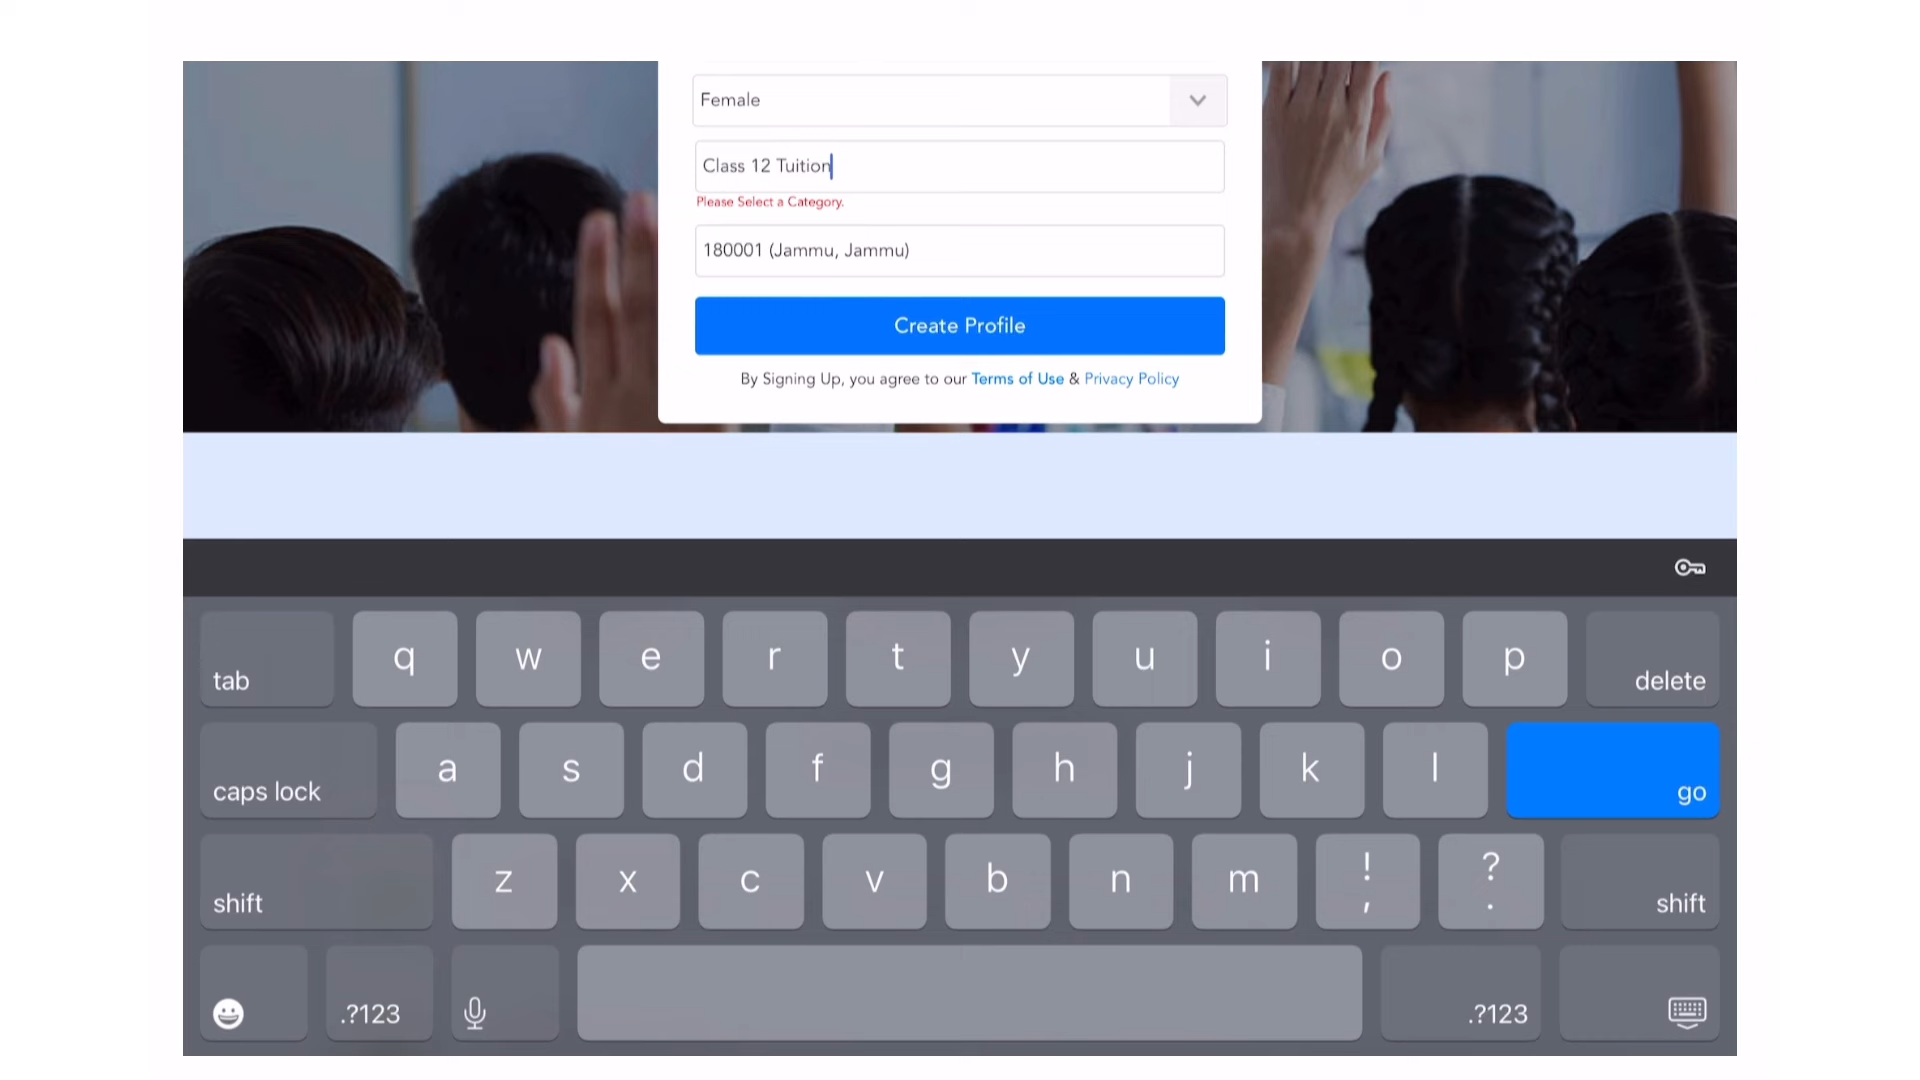 Female
Class 12 Tuition
Please Select a Category.
180001 (Jammu, Jammu)
Create Profile
By Signing Up, you agree to our Terms of Use & Privacy Policy
tab q w e r t y u i o p delete
caps lock a s d f g h j k l go
shift z x c v b n m ! , ? . shift
.?123 .?123